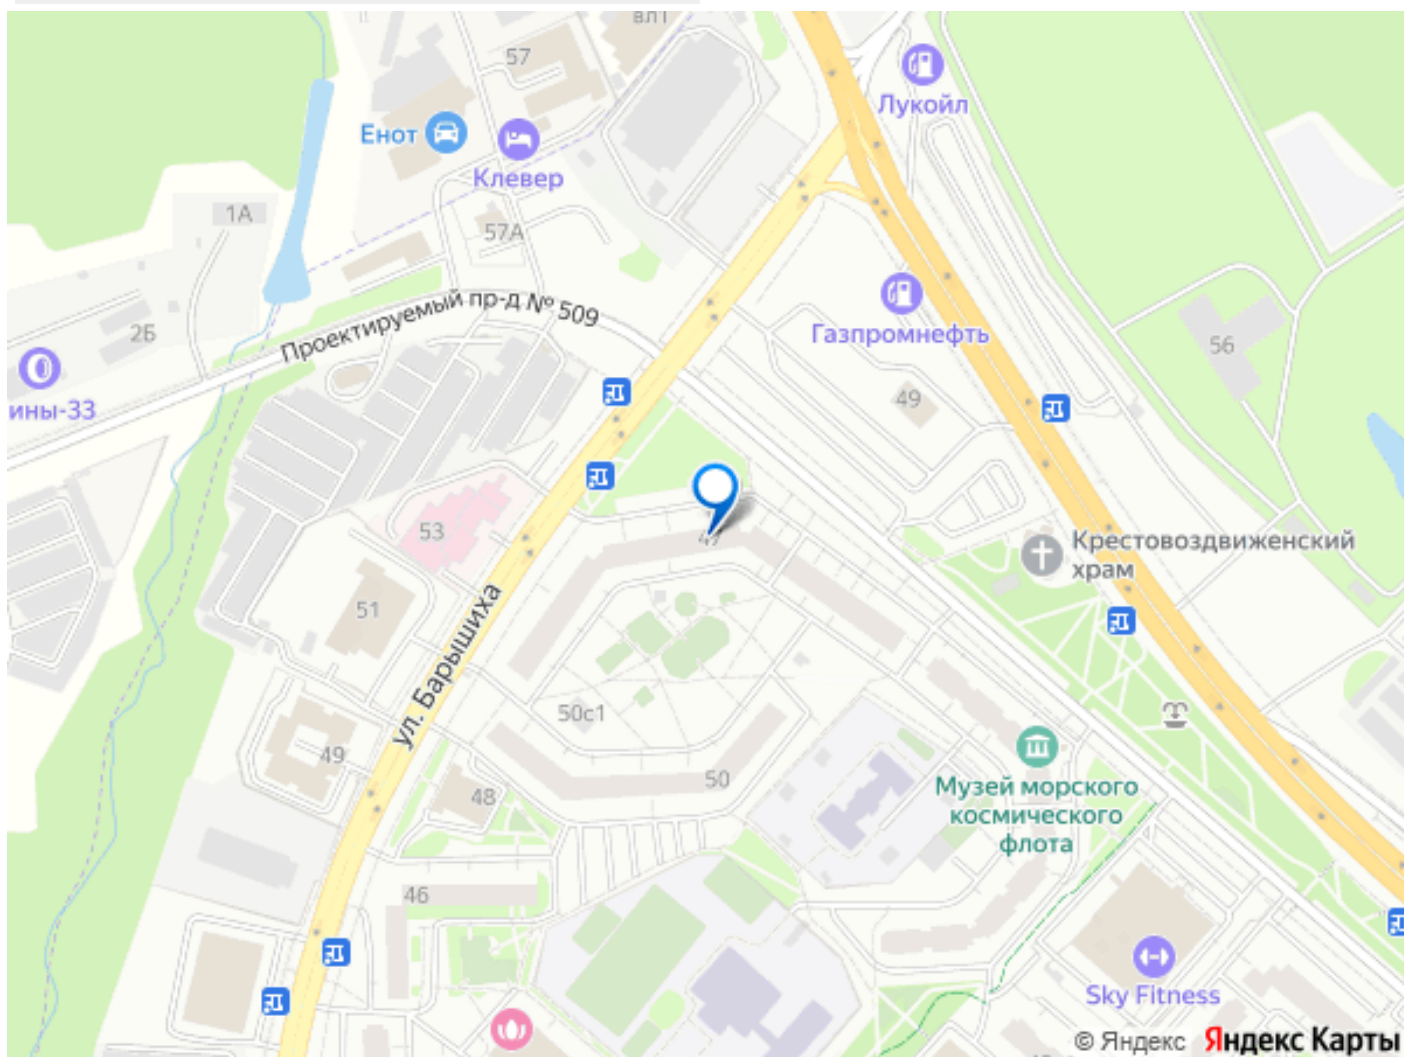 вл1
57
Лукойл
Енот
Клевер
1А
57А
Проектируемый пр-д № 509
2Б
Газпромнефть
56
ины-33
49
53
Крестовоздвиженский
храм
51
ул. Барышиха
50с1
49
50
48
Музей морского
космического
флота
46
Sky Fitness
© Яндекс Яндекс Карты